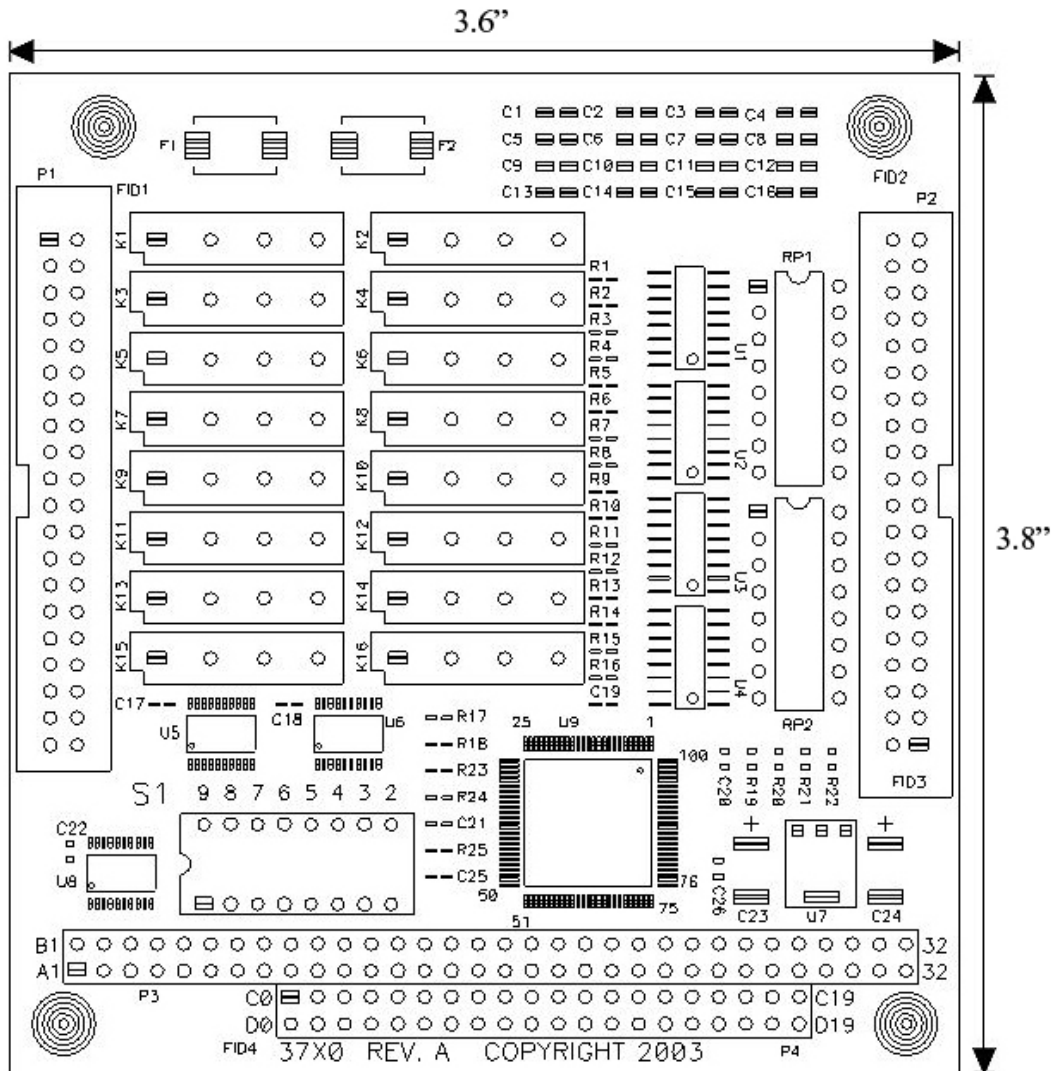 3.6”
C1 C2 C3 C4
F1 F2
C5 C6 C7 C8
C9 C10 C11 C12
C13 C14 C15 C16
P1 FID1 FID2 P2
K1 K2
RP1
R1
K3 K4
R2
R3
U1
R4
K5 K6
R5
R6
K7 K8
R7
R8
U2
K9 K10
R9
R10
R11
K11 K12
3.8”
R12
U3
K13 K14
R13
R14
R15
K15 K16
R16
U4
C19
C17 U5 C18 U6
R17 25 U9 1
RP2
R18 100
R23
C20 R19 R20 R21 R22
FID3
S1 9 8 7 6 5 4 3 2
R24
C21
+ +
C22
R25
U8
C25
50 76
51 75
C26
C23 U7 C24
B1 32
A1 32
P3
C0 C19
D0 D19
FID4 37X0 REV. A COPYRIGHT 2003 P4